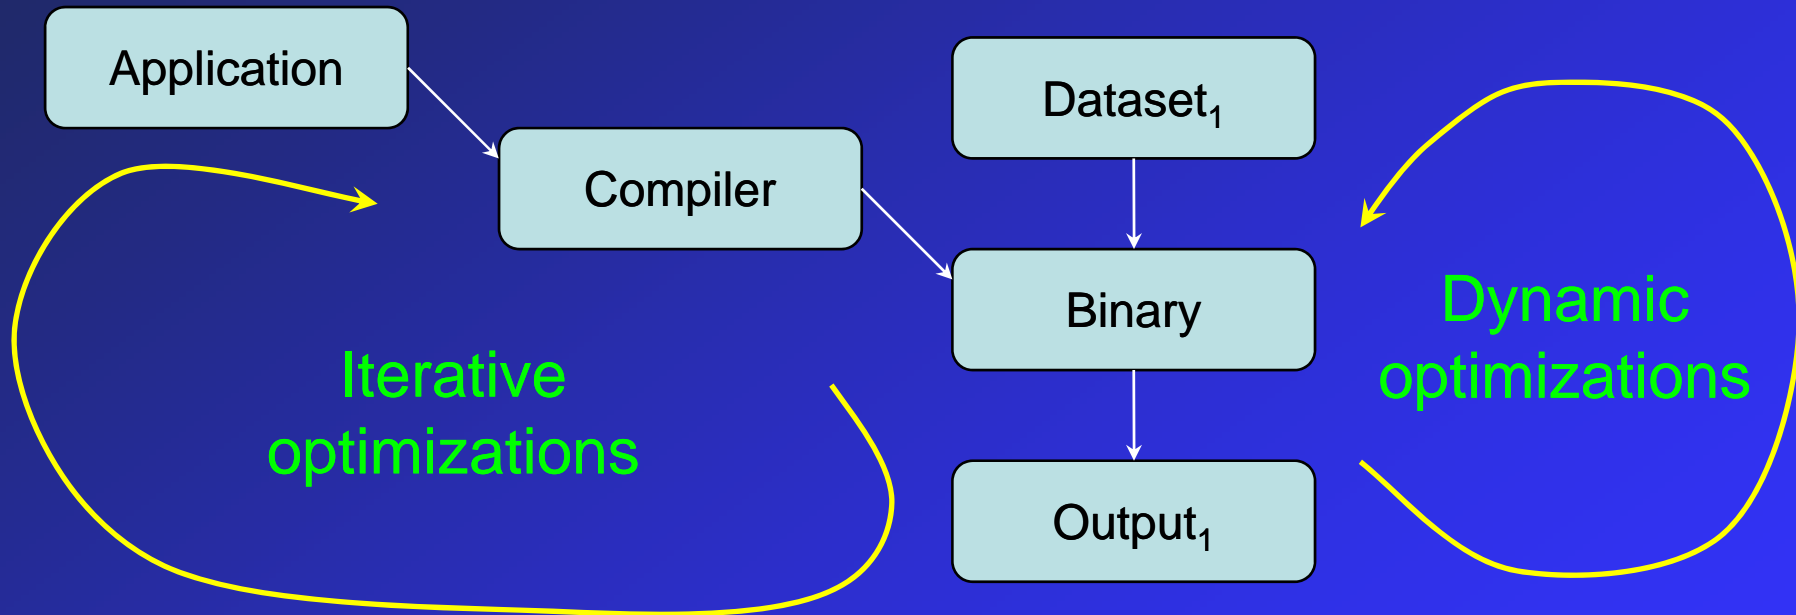 Application
Compiler
Dataset₁
Binary
Output₁
Iterative
optimizations
Dynamic
optimizations